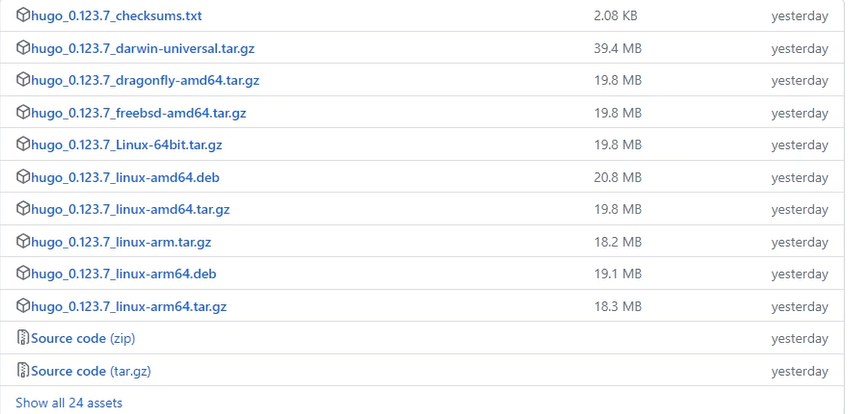 hugo_0.123.7_checksums.txt 2.08 KB yesterday
hugo_0.123.7_darwin-universal.tar.gz 39.4 MB yesterday
hugo_0.123.7_dragonfly-amd64.tar.gz 19.8 MB yesterday
hugo_0.123.7_freebsd-amd64.tar.gz 19.8 MB yesterday
hugo_0.123.7_Linux-64bit.tar.gz 19.8 MB yesterday
hugo_0.123.7_linux-amd64.deb 20.8 MB yesterday
hugo_0.123.7_linux-amd64.tar.gz 19.8 MB yesterday
hugo_0.123.7_linux-arm.tar.gz 18.2 MB yesterday
hugo_0.123.7_linux-arm64.deb 19.1 MB yesterday
hugo_0.123.7_linux-arm64.tar.gz 18.3 MB yesterday
Source code (zip) yesterday
Source code (tar.gz) yesterday
Show all 24 assets